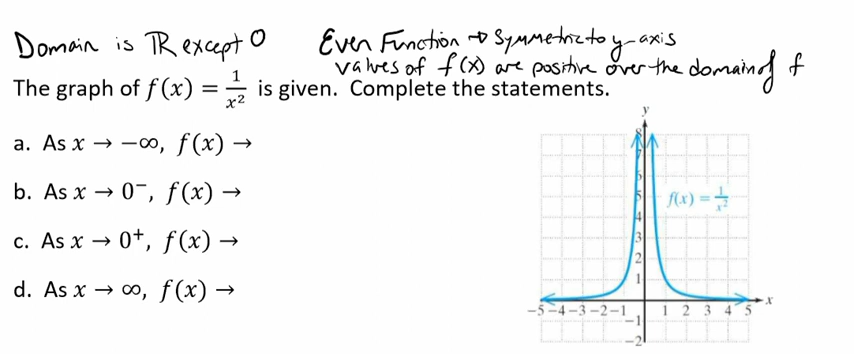 Domain is ℝ except 0
Even Function → Symmetric to y-axis
values of f(x) are positive over the domain of f
The graph of f(x) = 1/x² is given. Complete the statements.
a. As x → −∞, f(x) →
b. As x → 0⁻, f(x) →
c. As x → 0⁺, f(x) →
d. As x → ∞, f(x) →
y
8
7
5
f(x) = 1/x²
4
3
2
1
x
−5 −4 −3 −2 −1 1 2 3 4 5
−1
−2